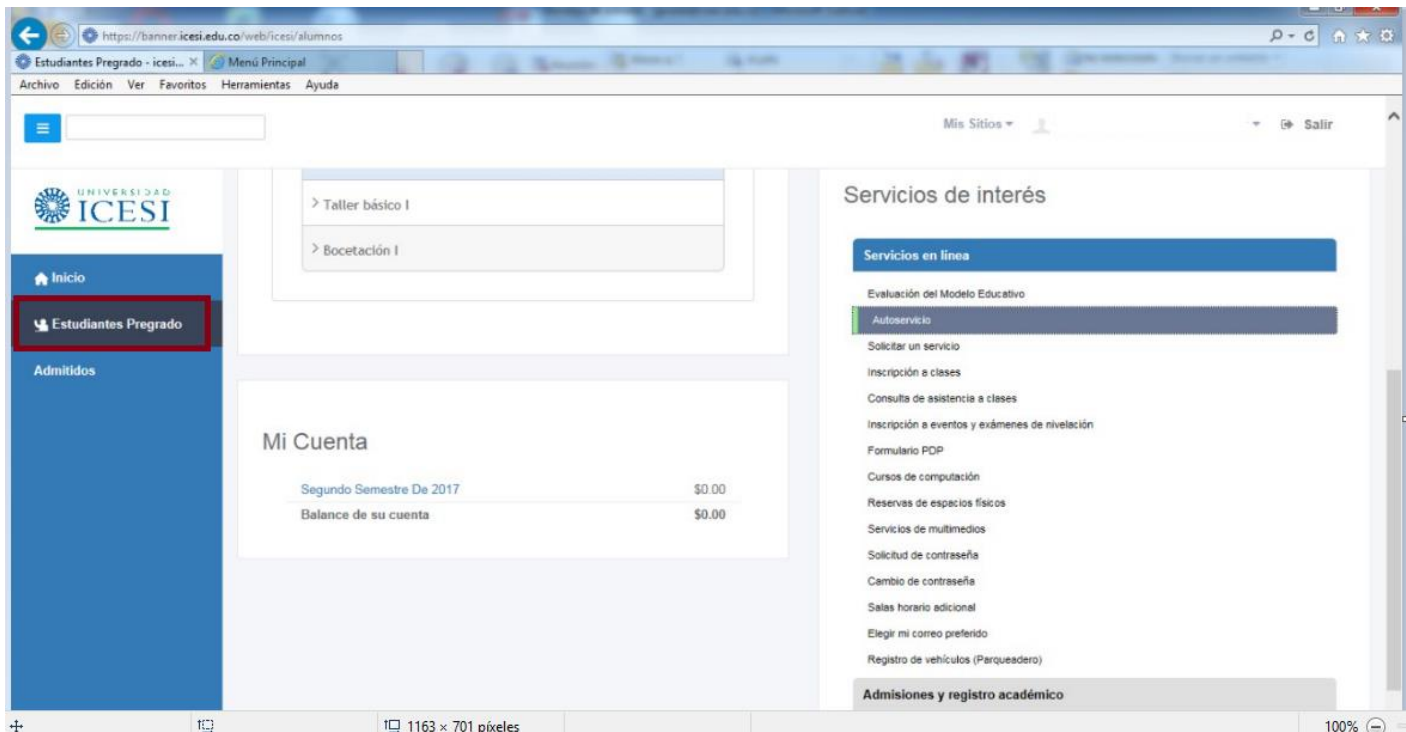 https://banner.icesi.edu.co/web/icesi/alumnos
Estudiantes Pregrado - icesi...
Menú Principal
Archivo Edición Ver Favoritos Herramientas Ayuda
Mis Sitios
Salir
UNIVERSIDAD
ICESI
Inicio
Estudiantes Pregrado
Admitidos
> Taller básico I
> Bocetación I
Mi Cuenta
Segundo Semestre De 2017 $0.00
Balance de su cuenta $0.00
Servicios de interés
Servicios en línea
Evaluación del Modelo Educativo
Autoservicio
Solicitar un servicio
Inscripción a clases
Consulta de asistencia a clases
Inscripción a eventos y exámenes de nivelación
Formulario PDP
Cursos de computación
Reservas de espacios físicos
Servicios de multimedios
Solicitud de contraseña
Cambio de contraseña
Salas horario adicional
Elegir mi correo preferido
Registro de vehículos (Parqueadero)
Admisiones y registro académico
1163 × 701 píxeles
100%